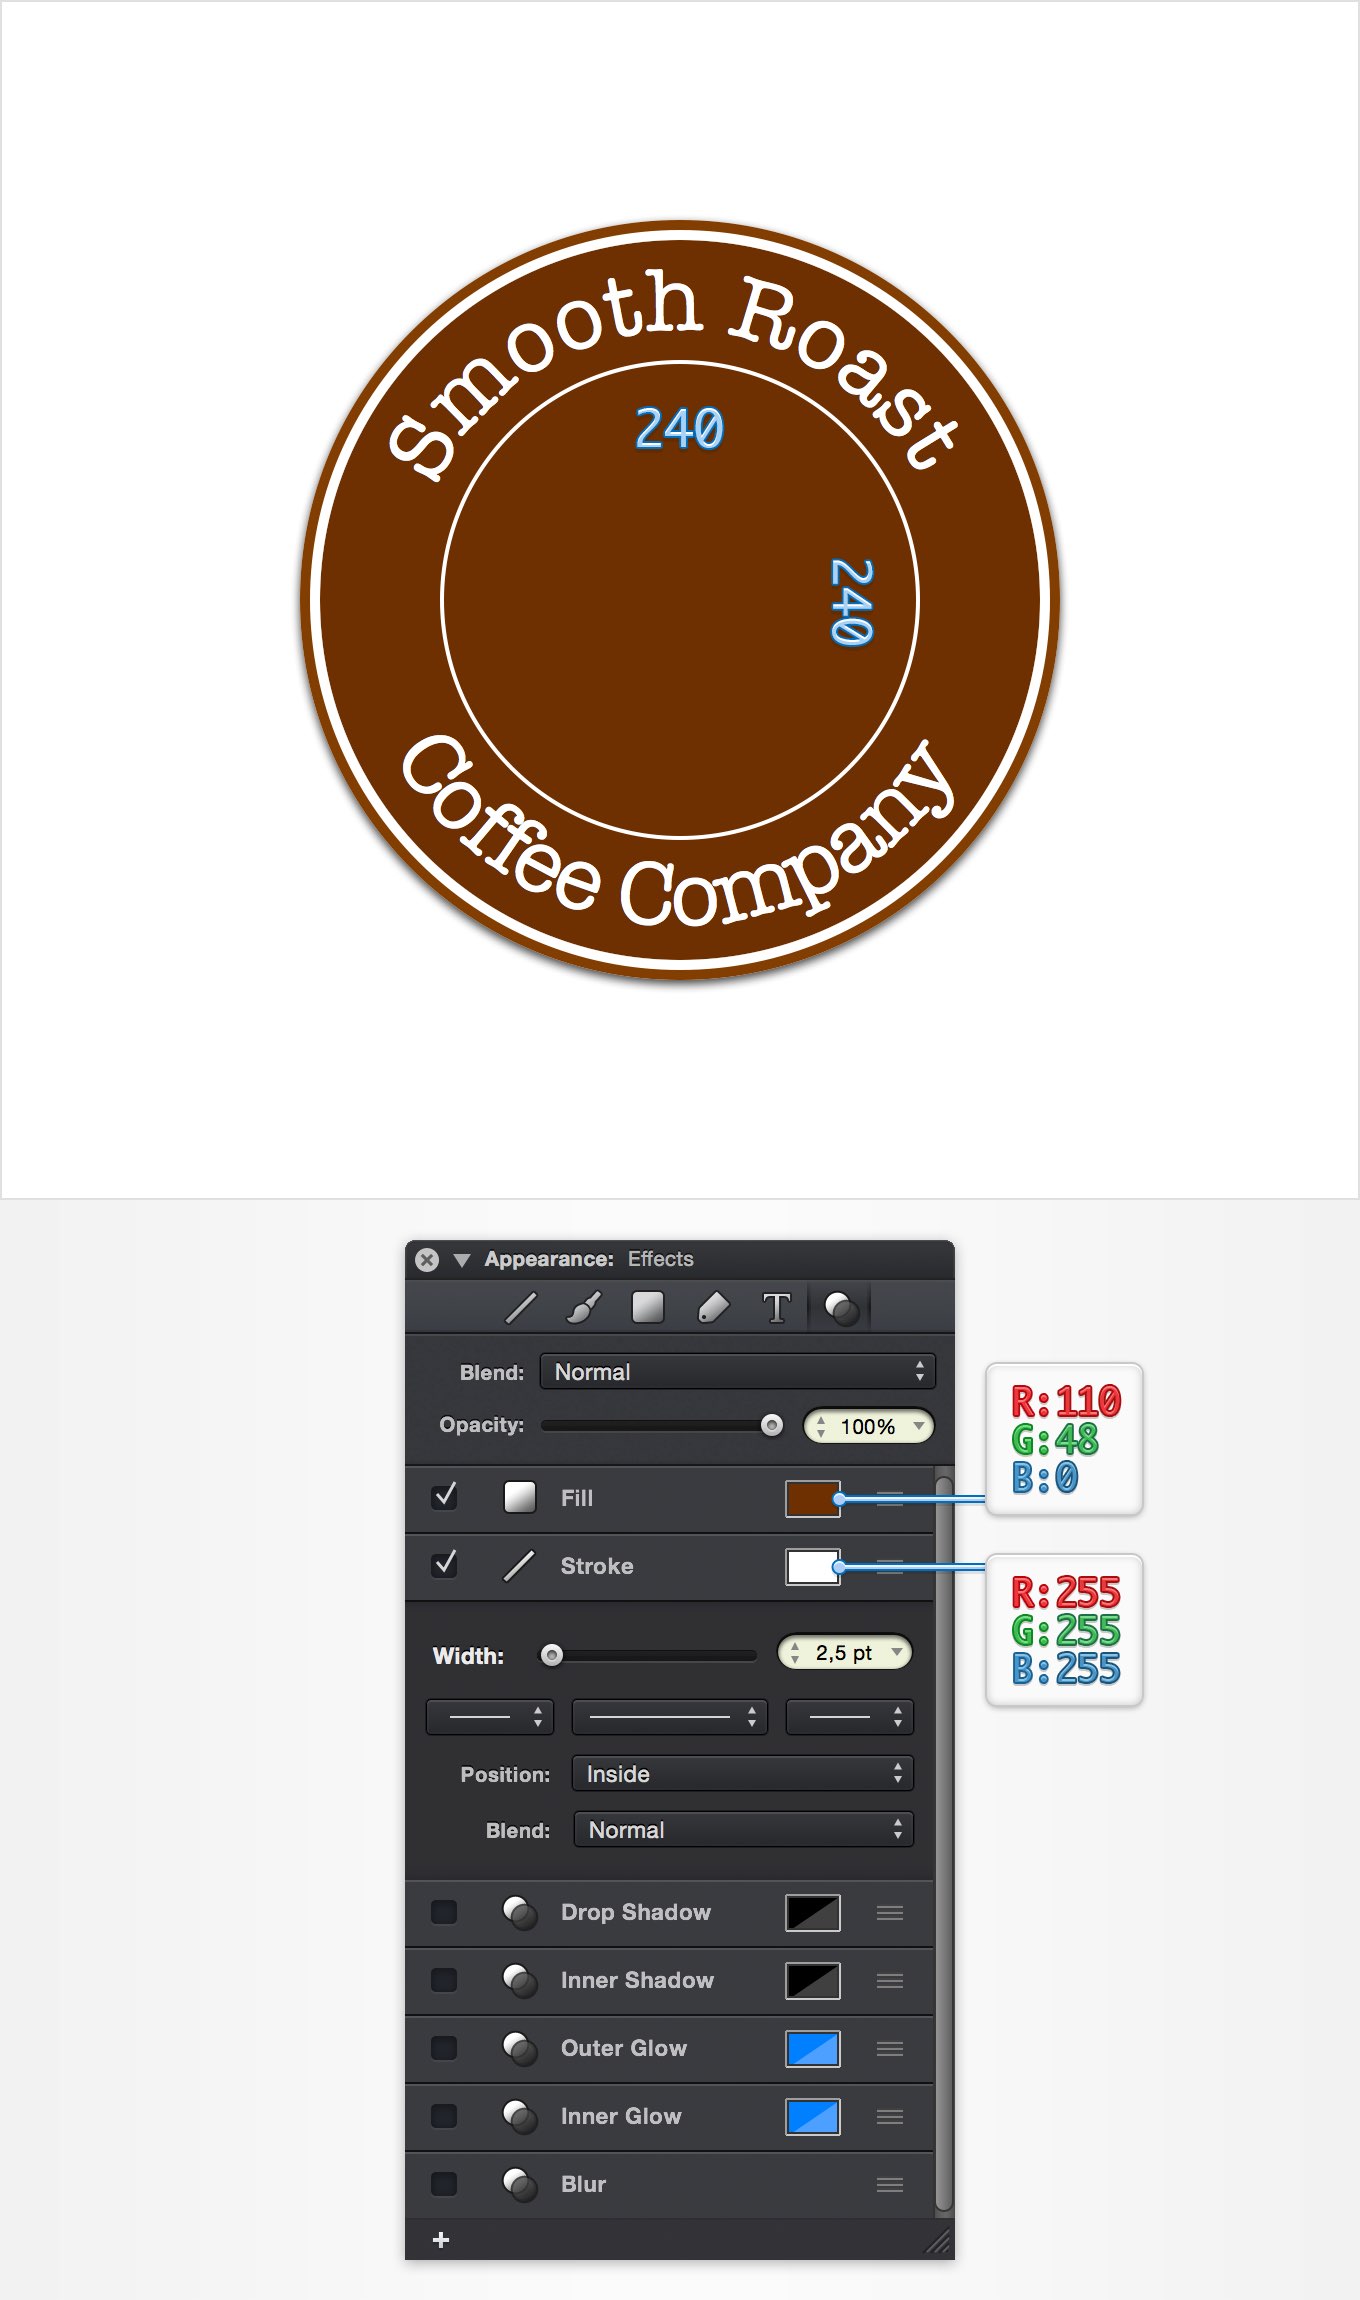 Smooth Roast
240
240
Coffee Company
Appearance: Effects
T
Blend: Normal
Opacity: 100%
R:110
G:48
B:0
Fill
Stroke
R:255
G:255
B:255
Width: 2,5 pt
Position: Inside
Blend: Normal
Drop Shadow
Inner Shadow
Outer Glow
Inner Glow
Blur
+